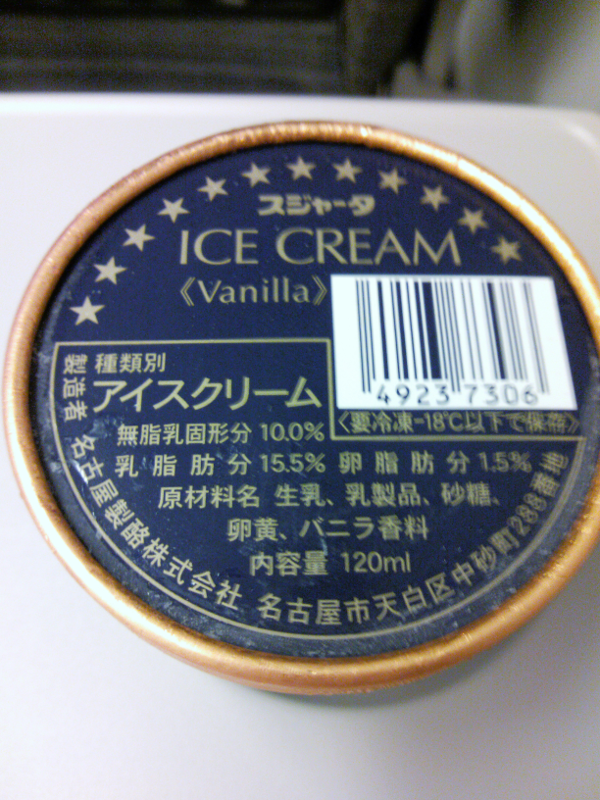 スジャータ
ICE CREAM
《Vanilla》
4923 7306
種類別
アイスクリーム
〈要冷凍-18℃以下で保存〉
無脂乳固形分 10.0%
乳脂肪分 15.5% 卵脂肪分 1.5%
原材料名 生乳、乳製品、砂糖、
卵黄、バニラ香料
内容量 120ml
製造者 名古屋製酪株式会社 名古屋市天白区中砂町288番地